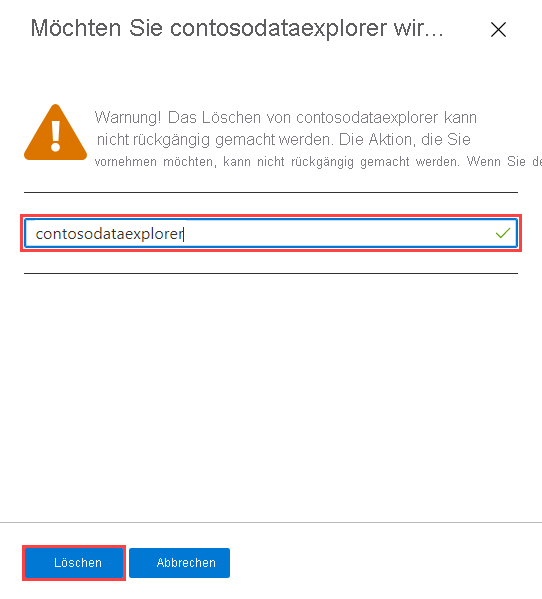 Möchten Sie contosodataexplorer wir...
Warnung! Das Löschen von contosodataexplorer kann
nicht rückgängig gemacht werden. Die Aktion, die Sie
vornehmen möchten, kann nicht rückgängig gemacht werden. Wenn Sie de
contosodataexplorer
Löschen
Abbrechen